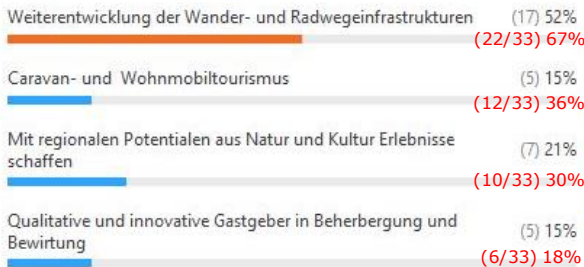 Weiterentwicklung der Wander- und Radwegeinfrastrukturen (17) 52%
(22/33) 67%
Caravan- und Wohnmobiltourismus (5) 15%
(12/33) 36%
Mit regionalen Potentialen aus Natur und Kultur Erlebnisse
schaffen (7) 21%
(10/33) 30%
Qualitative und innovative Gastgeber in Beherbergung und
Bewirtung (5) 15%
(6/33) 18%